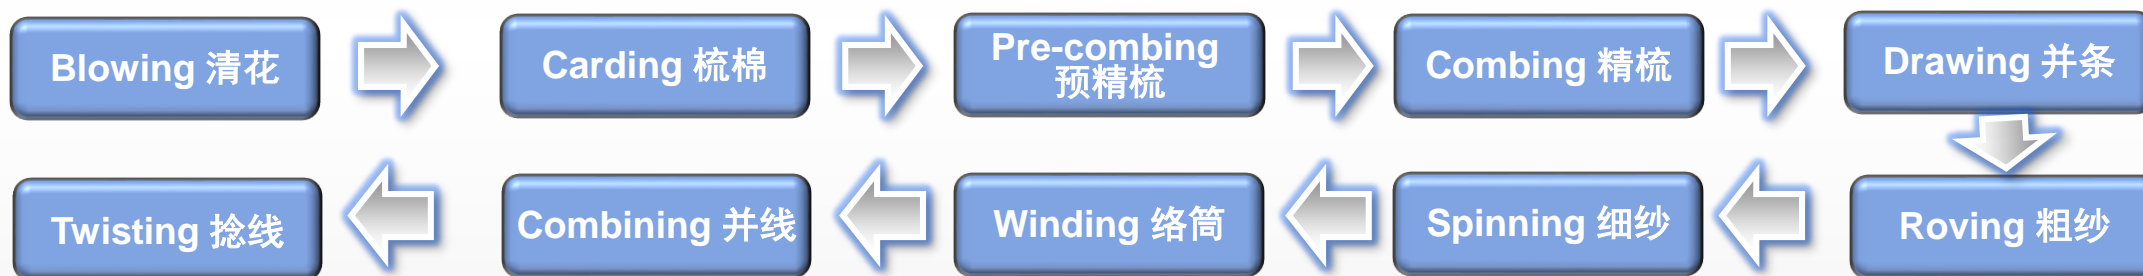 Blowing 清花
Carding 梳棉
Pre-combing
预精梳
Combing 精梳
Drawing 并条
Roving 粗纱
Spinning 细纱
Winding 络筒
Combining 并线
Twisting 捻线